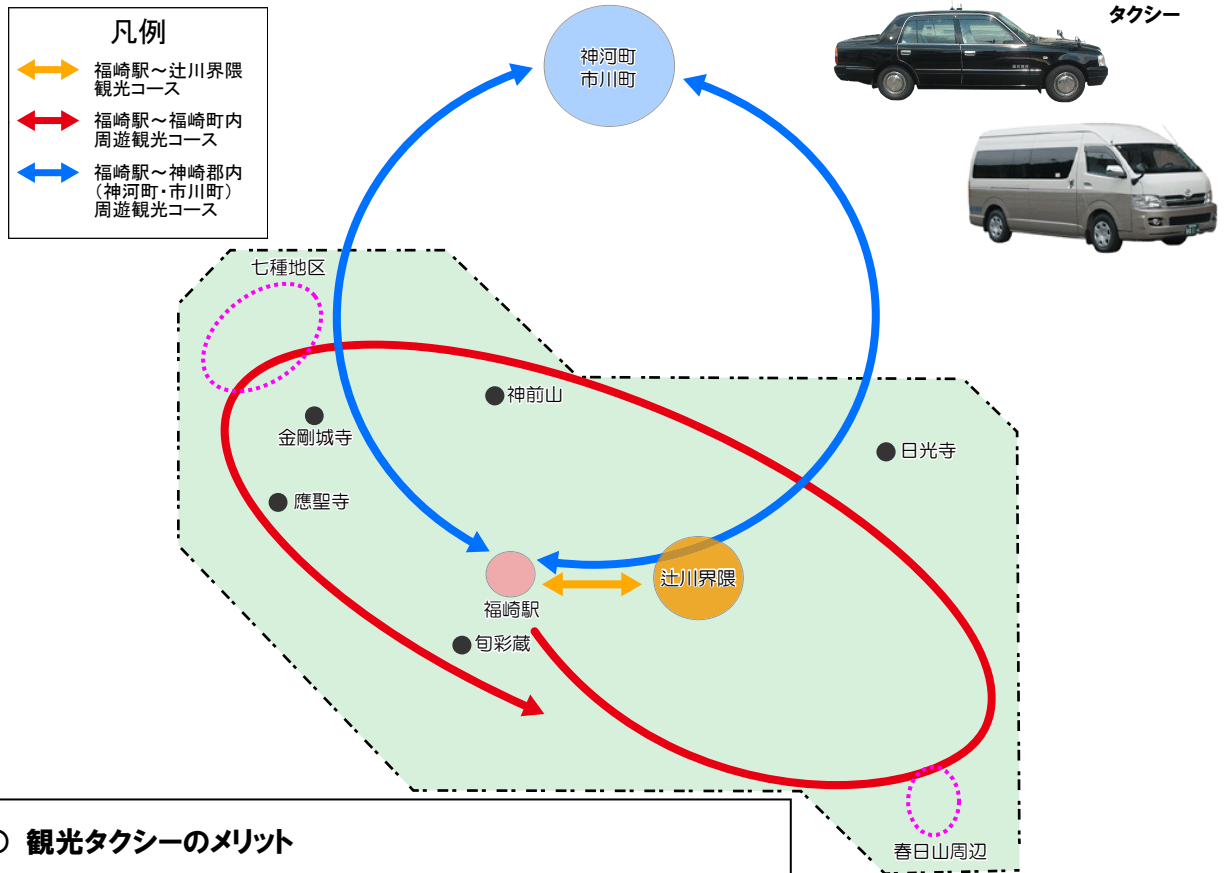 凡例
福崎駅～辻川界隈
観光コース
福崎駅～福崎町内
周遊観光コース
福崎駅～神崎郡内
（神河町・市川町）
周遊観光コース
神河町
市川町
タクシー
七種地区
神前山
金剛城寺
日光寺
應聖寺
辻川界隈
福崎駅
旬彩蔵
春日山周辺
○ 観光タクシーのメリット